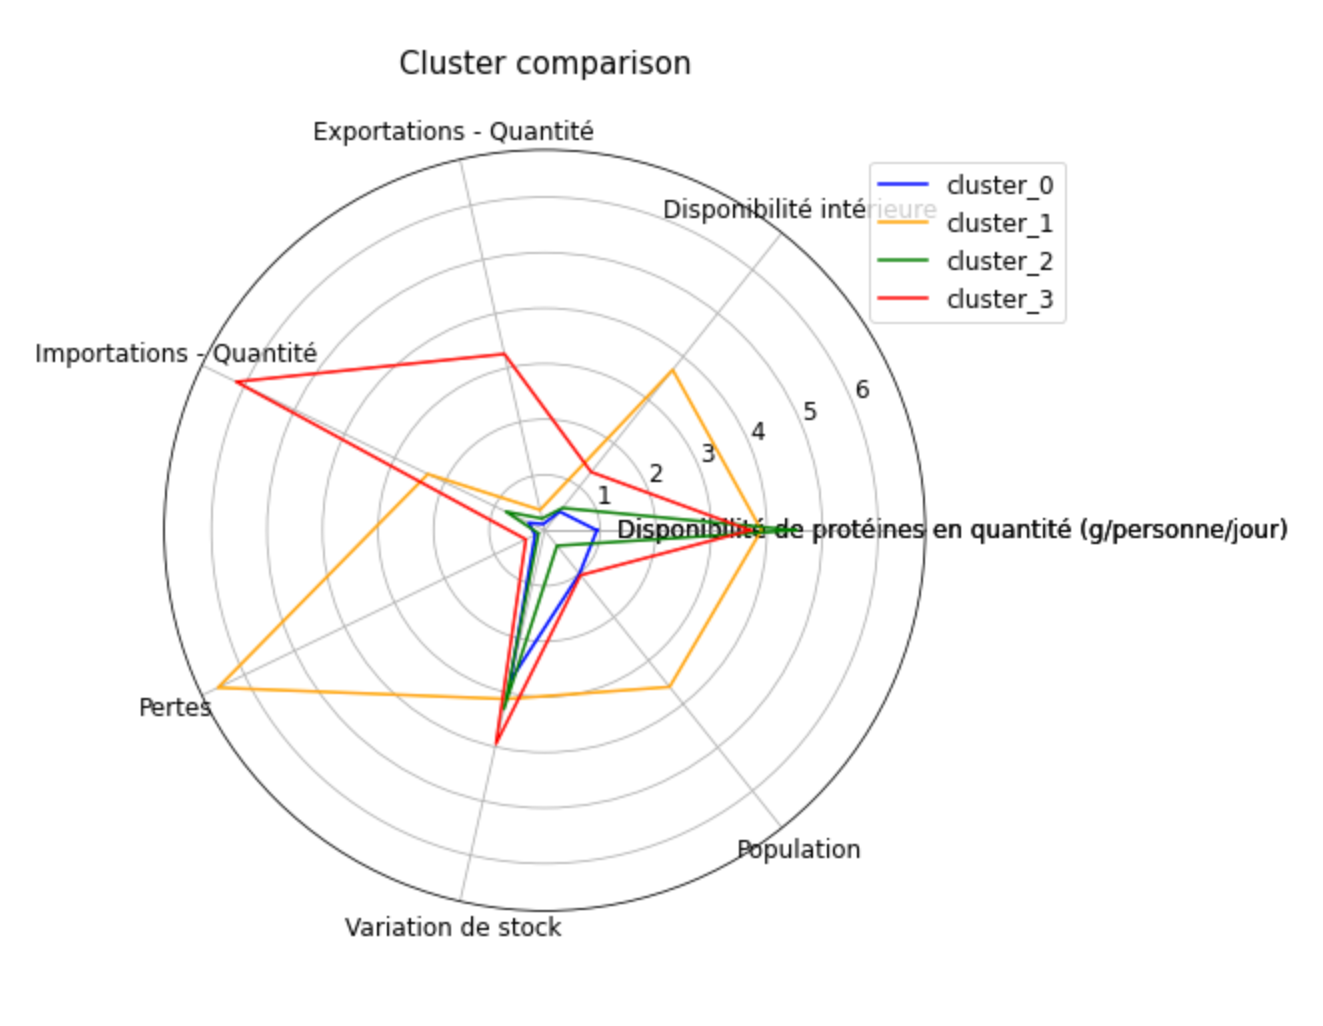 Cluster comparison
Exportations - Quantité
cluster_0
Disponibilité intérieure
cluster_1
cluster_2
cluster_3
Importations - Quantité
6
5
4
3
2
1
Disponibilité de protéines en quantité (g/personne/jour)
Pertes
Population
Variation de stock